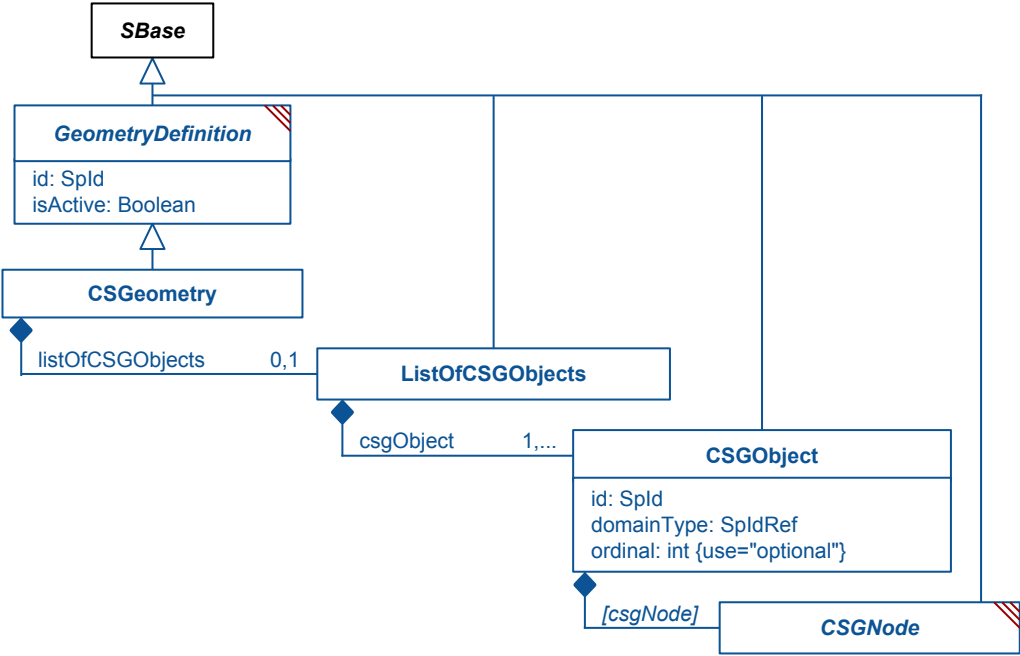 SBase
GeometryDefinition
id: SpId
isActive: Boolean
CSGeometry
listOfCSGObjects 0,1
ListOfCSGObjects
csgObject 1,...
CSGObject
id: SpId
domainType: SpIdRef
ordinal: int {use="optional"}
[csgNode]
CSGNode